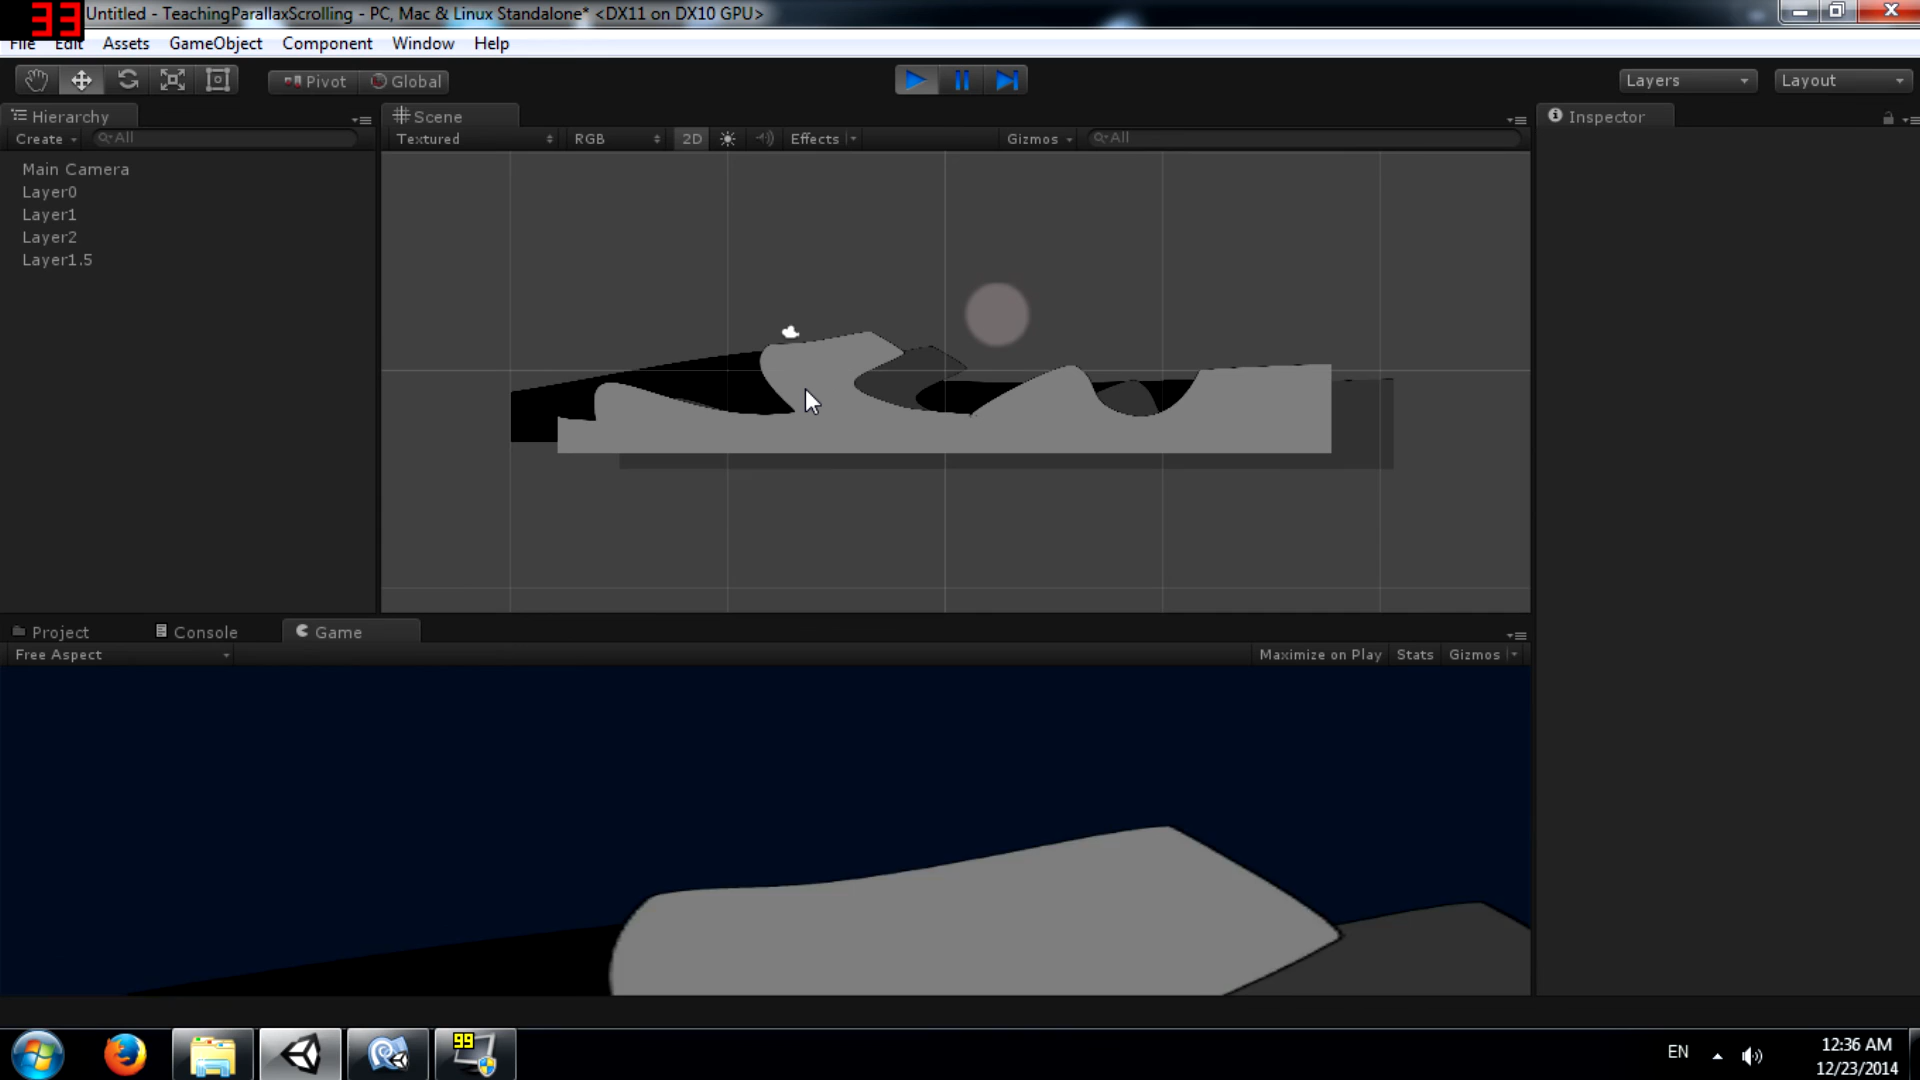 33
Untitled - TeachingParallaxScrolling - PC, Mac & Linux Standalone* <DX11 on DX10 GPU>
File Edit Assets GameObject Component Window Help
Pivot Global Layers Layout
Hierarchy Scene Inspector
Create All Textured RGB 2D Effects Gizmos All
Main Camera
Layer0
Layer1
Layer2
Layer1.5
Project Console Game
Free Aspect Maximize on Play Stats Gizmos
99
EN
12:36 AM
12/23/2014